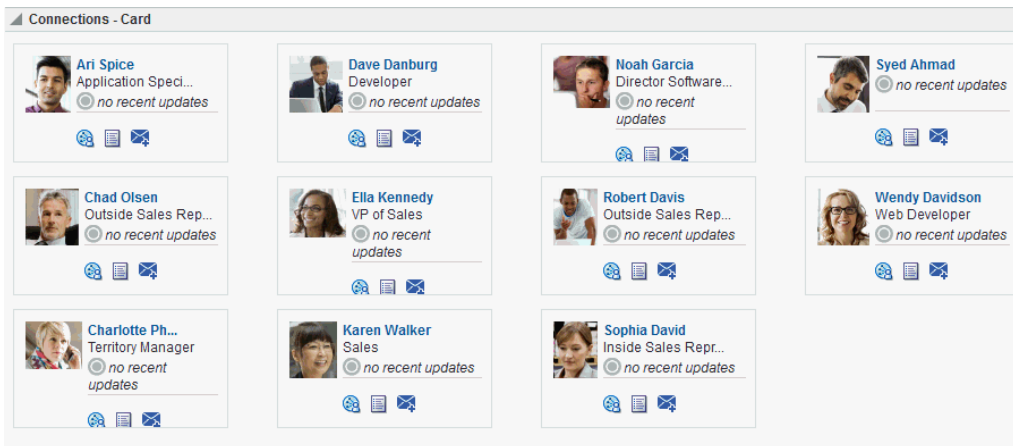 Connections - Card
Ari Spice
Application Speci...
no recent updates
Dave Danburg
Developer
no recent updates
Noah Garcia
Director Software...
no recent
updates
Syed Ahmad
no recent updates
Chad Olsen
Outside Sales Rep...
no recent updates
Ella Kennedy
VP of Sales
no recent
updates
Robert Davis
Outside Sales Rep...
no recent updates
Wendy Davidson
Web Developer
no recent updates
Charlotte Ph...
Territory Manager
no recent
updates
Karen Walker
Sales
no recent updates
Sophia David
Inside Sales Repr...
no recent updates